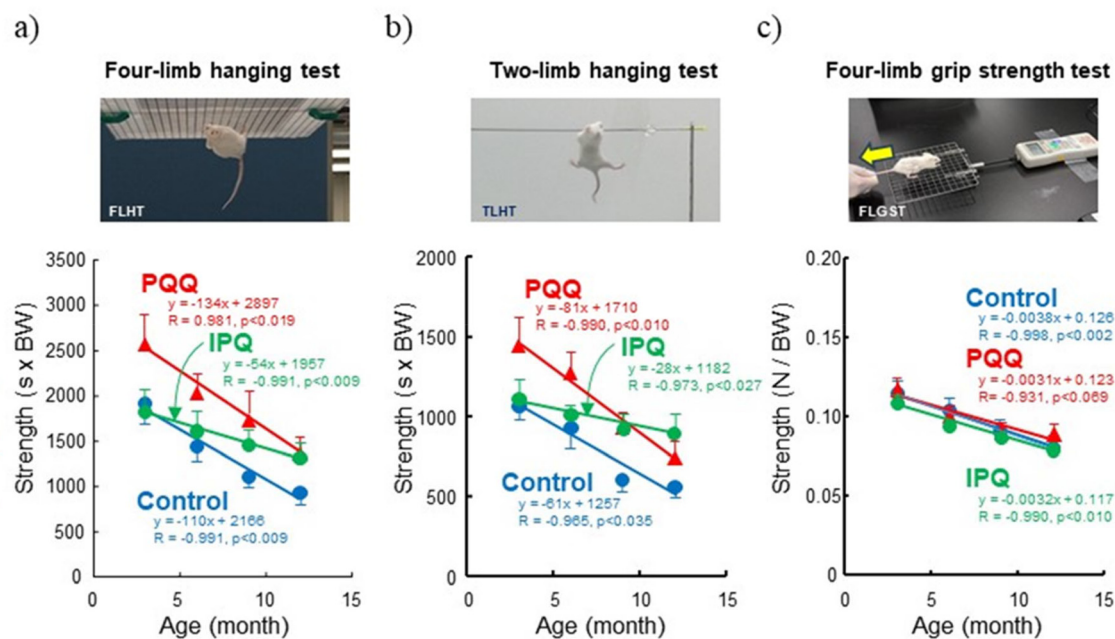 a)
Four-limb hanging test
FLHT
3500
3000
2500
2000
1500
1000
500
0
Strength (s x BW)
0
5
10
15
Age (month)
PQQ
y = -134x + 2897
R = 0.981, p<0.019
IPQ
y = -54x + 1957
R = -0.991, p<0.009
Control
y = -110x + 2166
R = -0.991, p<0.009
b)
Two-limb hanging test
TLHT
2000
1500
1000
500
0
Strength (s x BW)
0
5
10
15
Age (month)
PQQ
y = -81x + 1710
R = -0.990, p<0.010
IPQ
y = -28x + 1182
R = -0.973, p<0.027
Control
y = -61x + 1257
R = -0.965, p<0.035
c)
Four-limb grip strength test
FLGST
0.20
0.15
0.10
0.05
0
Strength (N / BW)
0
5
10
15
Age (month)
Control
y = -0.0038x + 0.126
R = -0.998, p<0.002
PQQ
y = -0.0031x + 0.123
R= -0.931, p<0.069
IPQ
y = -0.0032x + 0.117
R = -0.990, p<0.010